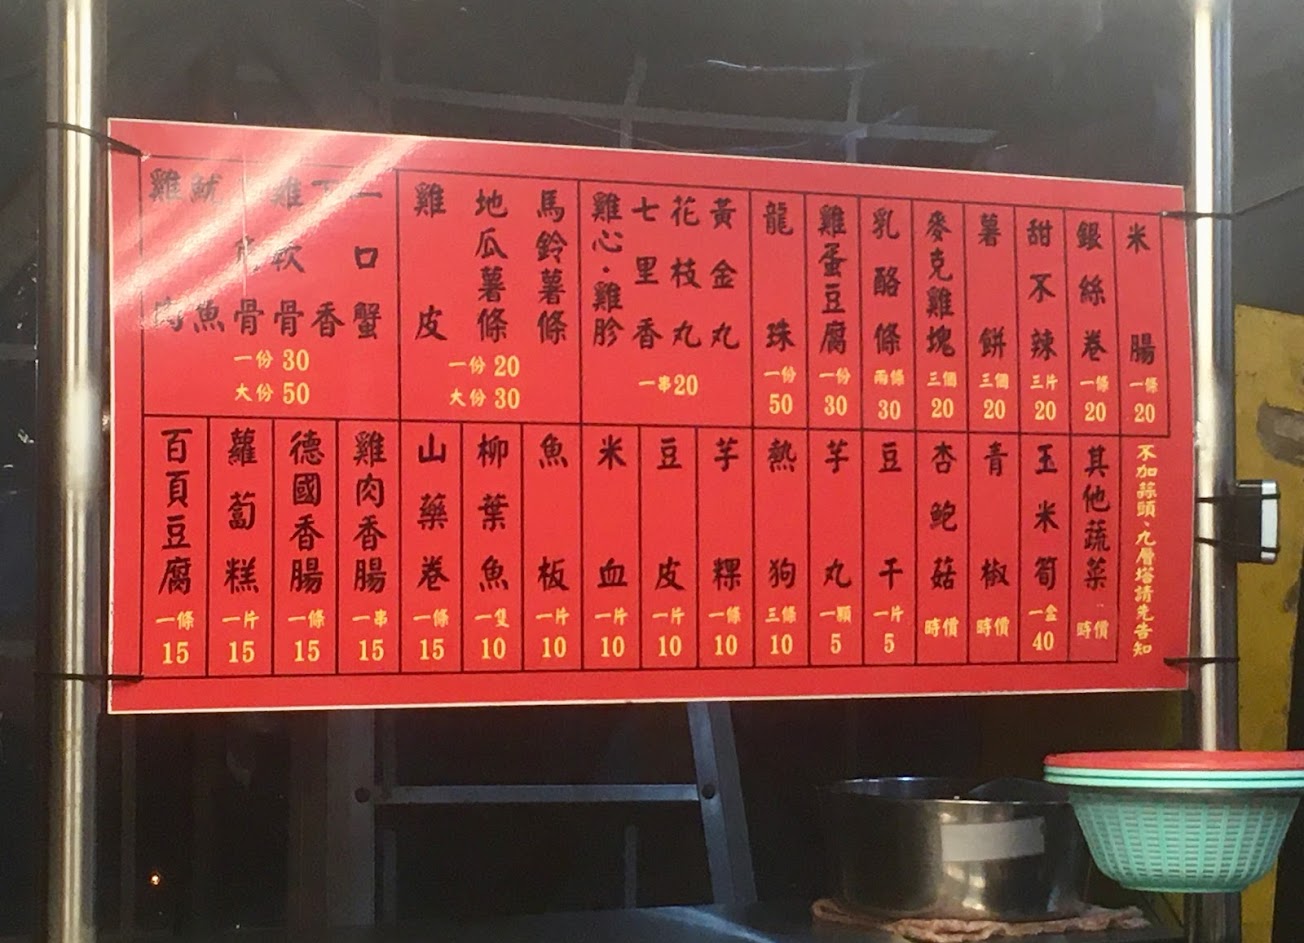 米腸
一條
20
銀絲卷
一條
20
甜不辣
三片
20
薯餅
三個
20
麥克雞塊
三個
20
乳酪條
兩條
30
雞蛋豆腐
一份
30
龍珠
一份
50
黃金丸
花枝丸
七里香
雞心·雞胗
一串20
馬鈴薯條
地瓜薯條
雞皮
一份 20
大份 30
一口蟹
香
雞軟骨
骨
魷魚
雞
一份 30
大份 50
不加蒜頭、九層塔請先告知
其他蔬菜
時價
玉米筍
一盒
40
青椒
時價
杏鮑菇
時價
豆干
一片
5
芋丸
一顆
5
熱狗
三條
10
芋粿
一條
10
豆皮
一片
10
米血
一片
10
魚板
一片
10
柳葉魚
一隻
10
山藥卷
一條
15
雞肉香腸
一串
15
德國香腸
一條
15
蘿蔔糕
一片
15
百頁豆腐
一條
15